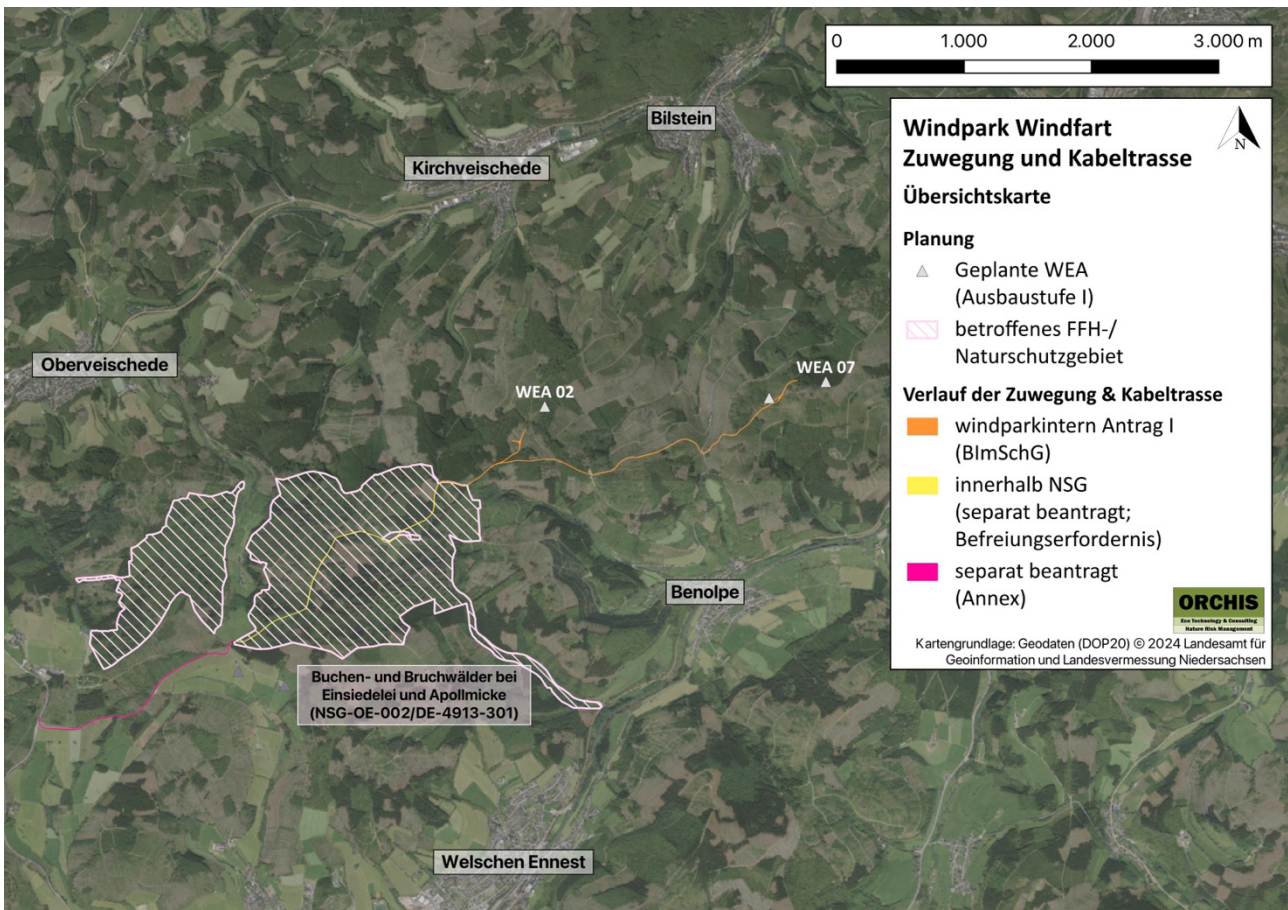 0 1.000 2.000 3.000 m
Windpark Windfart
Zuwegung und Kabeltrasse
N
Übersichtskarte
Planung
Geplante WEA
(Ausbaustufe I)
betroffenes FFH-/
Naturschutzgebiet
Verlauf der Zuwegung & Kabeltrasse
windparkintern Antrag I
(BImSchG)
innerhalb NSG
(separat beantragt;
Befreiungserfordernis)
separat beantragt
(Annex)
ORCHIS
Eco Technology & Consulting
Nature Risk Management
Kartengrundlage: Geodaten (DOP20) © 2024 Landesamt für
Geoinformation und Landesvermessung Niedersachsen
Bilstein
Kirchveischede
Oberveischede
WEA 07
WEA 02
Benolpe
Buchen- und Bruchwälder bei
Einsiedelei und Apollmicke
(NSG-OE-002/DE-4913-301)
Welschen Ennest